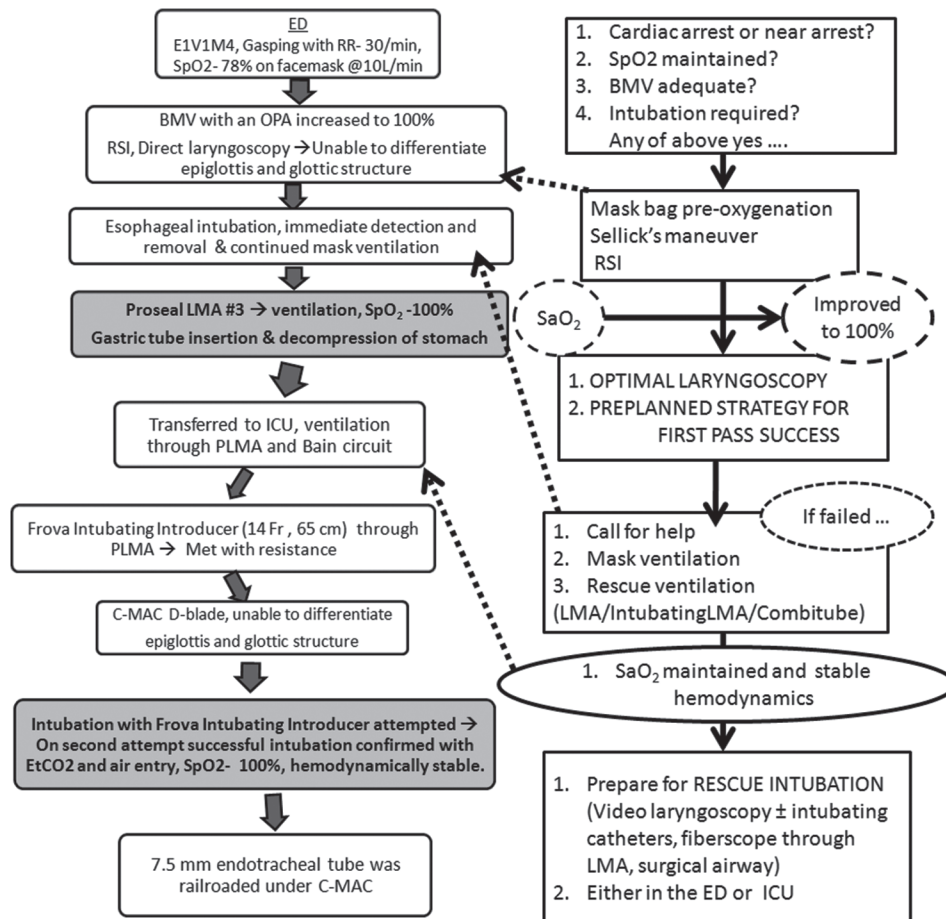 ED
E1V1M4, Gasping with RR- 30/min,
SpO2- 78% on facemask @10L/min
BMV with an OPA increased to 100%
RSI, Direct laryngoscopy → Unable to differentiate
epiglottis and glottic structure
Esophageal intubation, immediate detection and
removal & continued mask ventilation
Proseal LMA #3 → ventilation, SpO₂ -100%
Gastric tube insertion & decompression of stomach
Transferred to ICU, ventilation
through PLMA and Bain circuit
Frova Intubating Introducer (14 Fr , 65 cm) through
PLMA → Met with resistance
C-MAC D-blade, unable to differentiate
epiglottis and glottic structure
Intubation with Frova Intubating Introducer attempted →
On second attempt successful intubation confirmed with
EtCO2 and air entry, SpO2- 100%, hemodynamically stable.
7.5 mm endotracheal tube was
railroaded under C-MAC
1. Cardiac arrest or near arrest?
2. SpO2 maintained?
3. BMV adequate?
4. Intubation required?
Any of above yes ....
Mask bag pre-oxygenation
Sellick's maneuver
RSI
SaO₂
Improved
to 100%
1. OPTIMAL LARYNGOSCOPY
2. PREPLANNED STRATEGY FOR
FIRST PASS SUCCESS
If failed ...
1. Call for help
2. Mask ventilation
3. Rescue ventilation
(LMA/IntubatingLMA/Combitube)
1. SaO₂ maintained and stable
hemodynamics
1. Prepare for RESCUE INTUBATION
(Video laryngoscopy ± intubating
catheters, fiberscope through
LMA, surgical airway)
2. Either in the ED or ICU